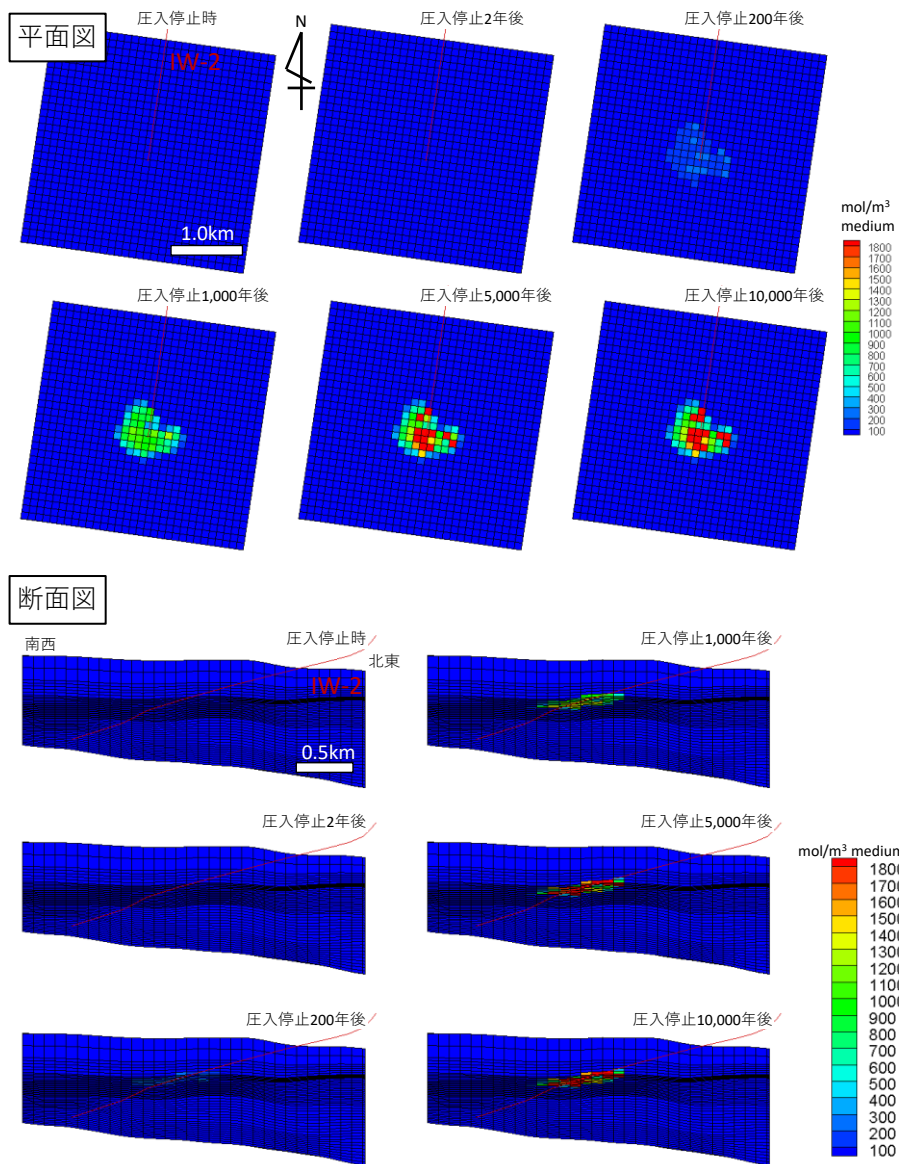 平面図
圧入停止時
圧入停止2年後
圧入停止200年後
IW-2
N
1.0km
mol/m³
medium
1800
1700
1600
1500
1400
1300
1200
1100
1000
900
800
700
600
500
400
300
200
100
圧入停止1,000年後
圧入停止5,000年後
圧入停止10,000年後
断面図
南西
圧入停止時
北東
IW-2
0.5km
圧入停止1,000年後
圧入停止2年後
圧入停止5,000年後
圧入停止200年後
圧入停止10,000年後
mol/m³ medium
1800
1700
1600
1500
1400
1300
1200
1100
1000
900
800
700
600
500
400
300
200
100